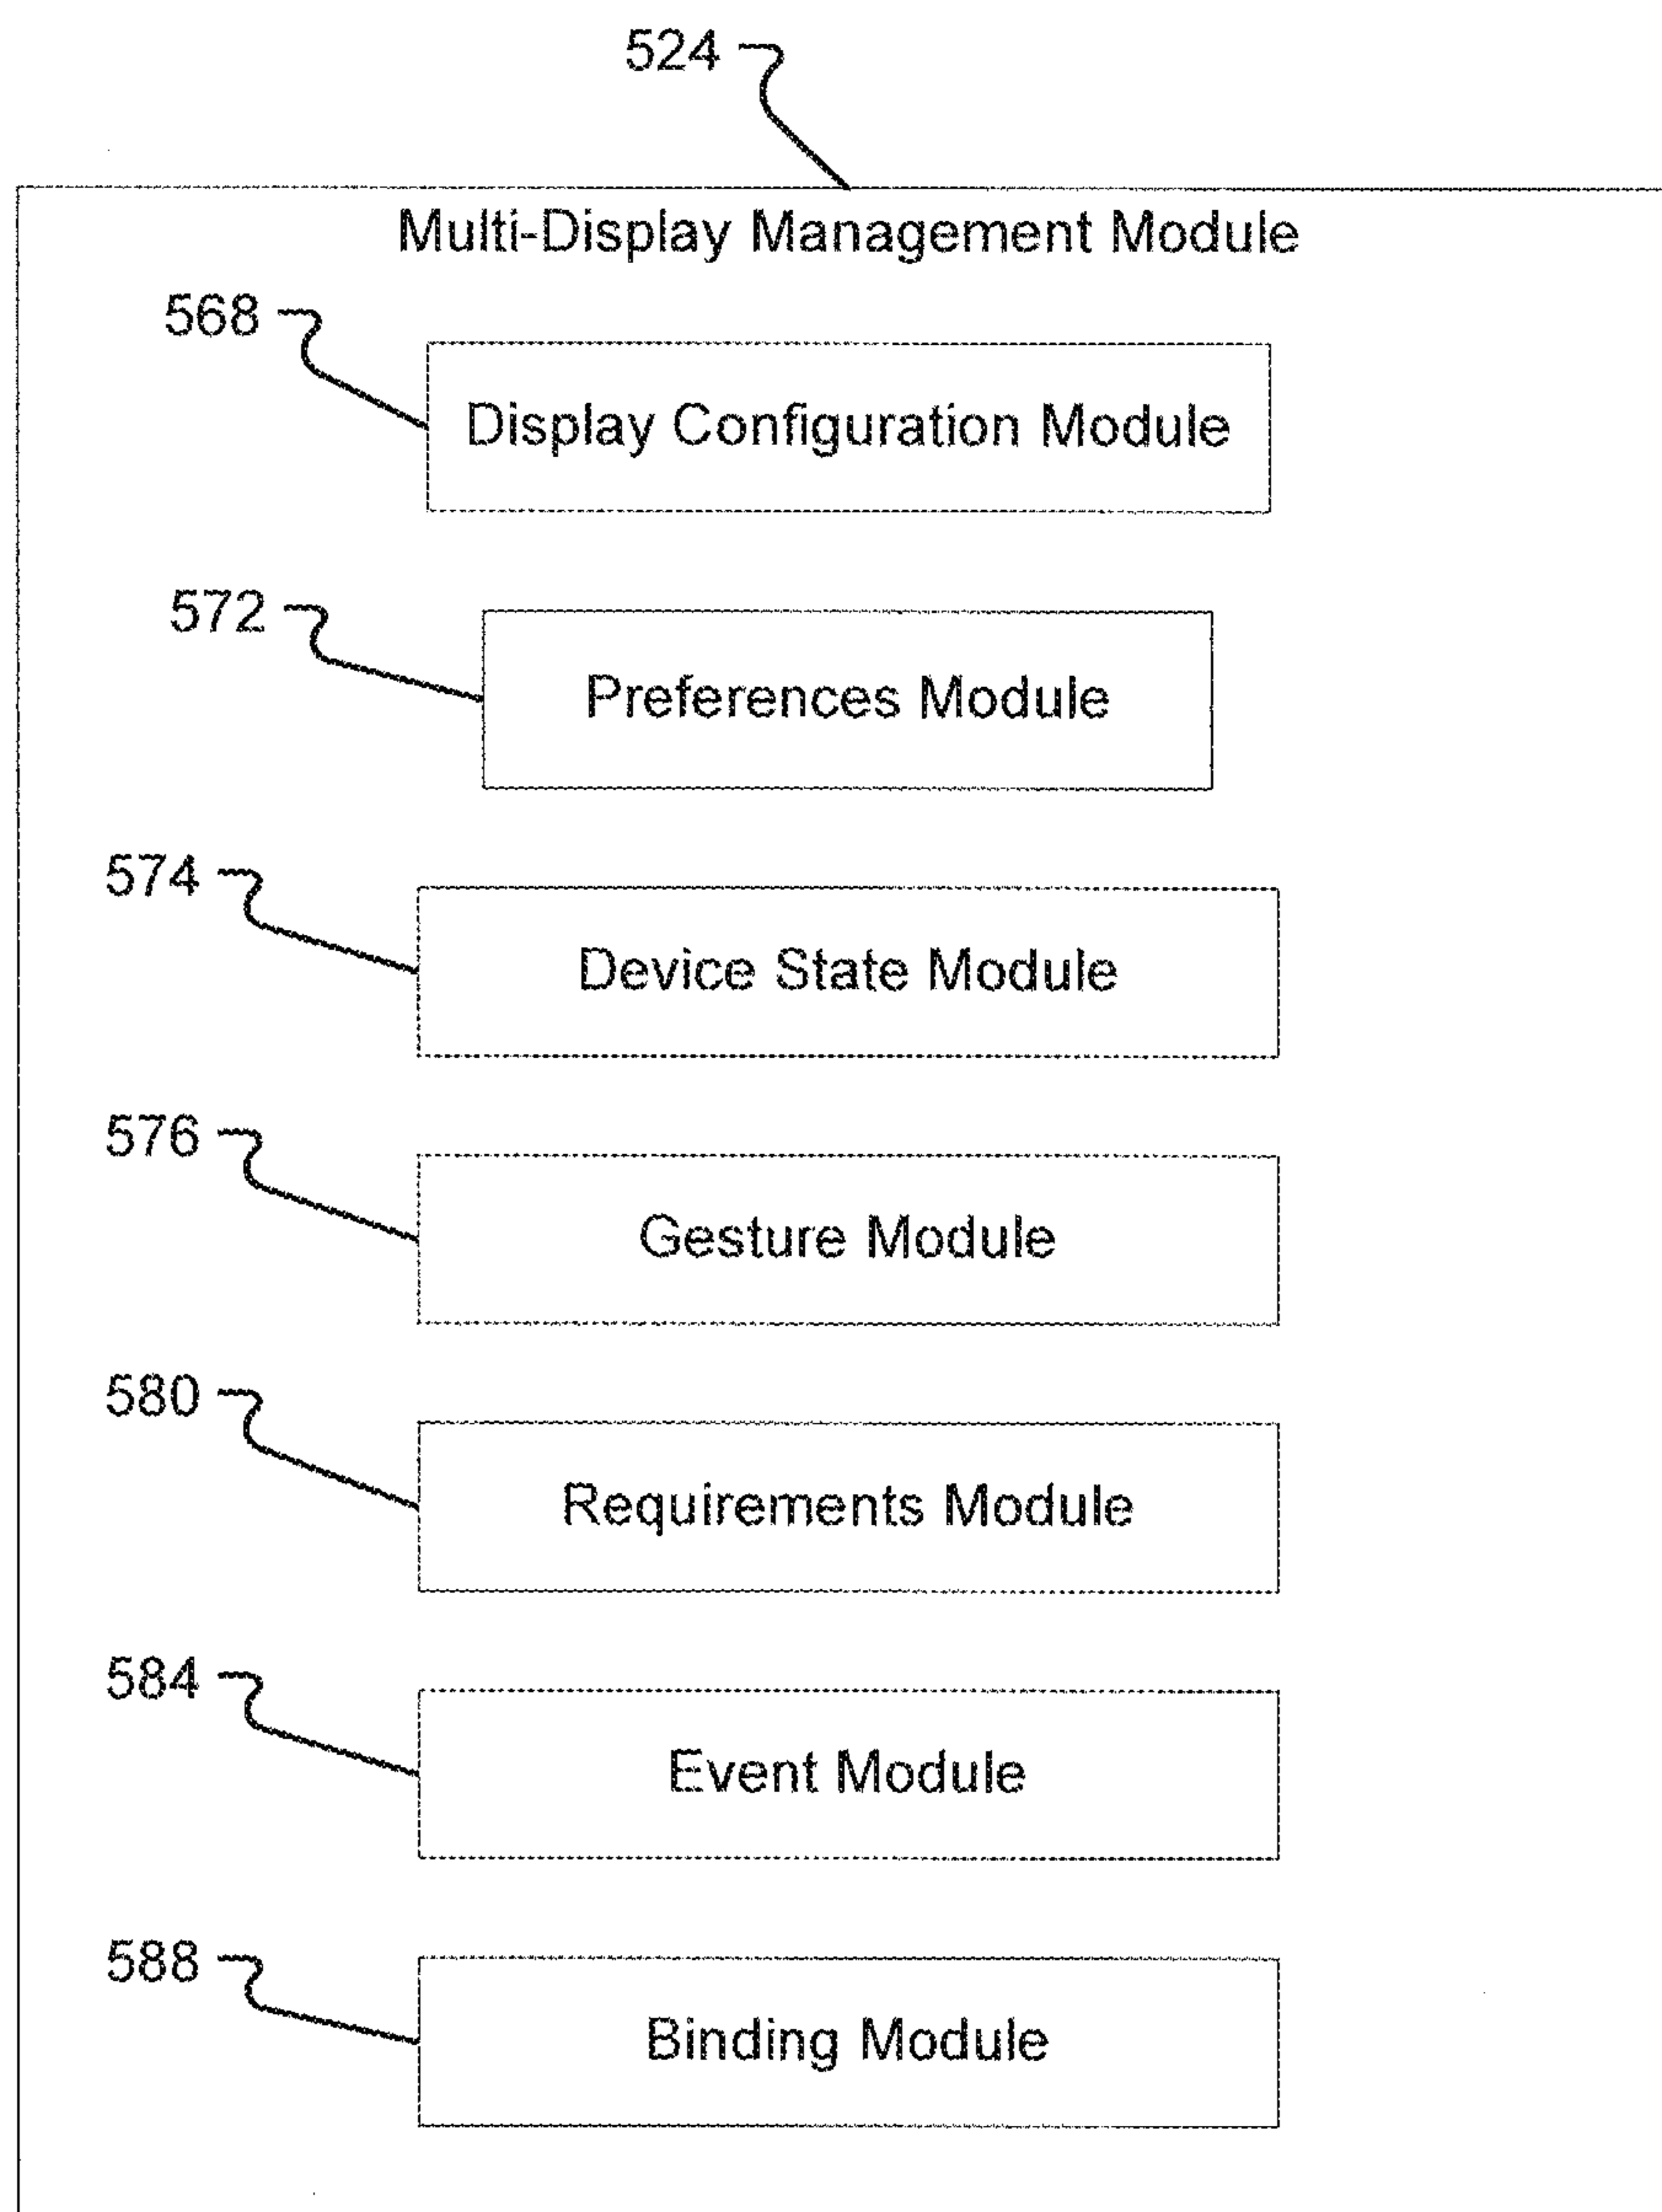 524
Multi-Display Management Module
568
Display Configuration Module
572
Preferences Module
574
Device State Module
576
Gesture Module
580
Requirements Module
584
Event Module
588
Binding Module